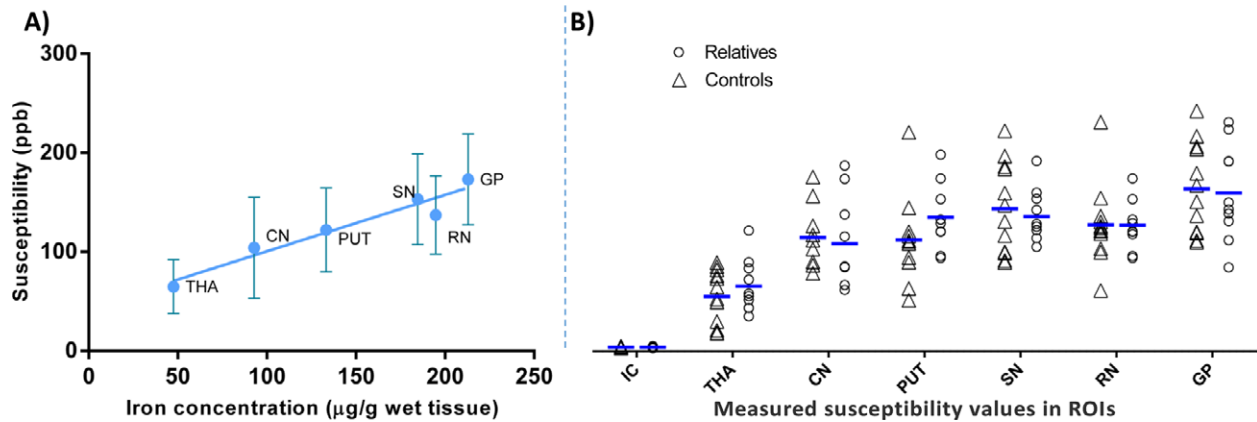 A)
300
200
100
0
Susceptibility (ppb)
THA
CN
PUT
SN
RN
GP
0 50 100 150 200 250
Iron concentration (μg/g wet tissue)
B)
Relatives
Controls
IC THA CN PUT SN RN GP
Measured susceptibility values in ROIs